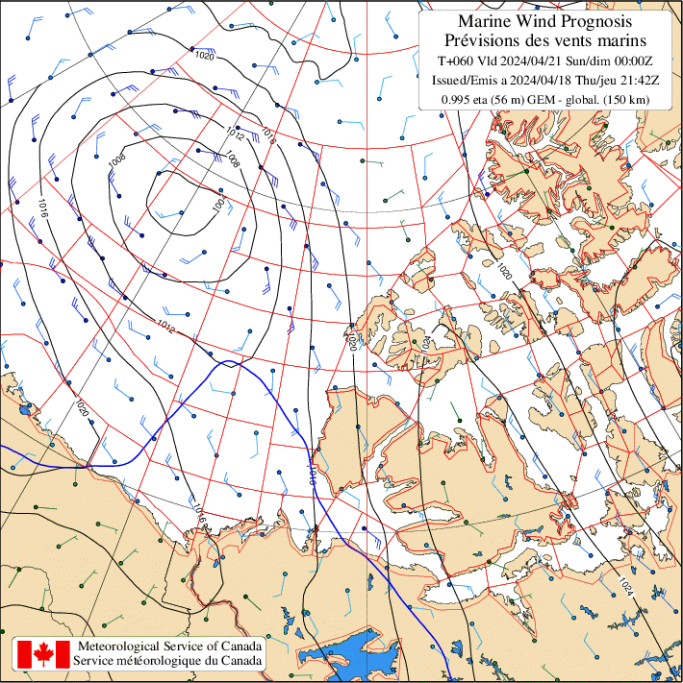 Marine Wind Prognosis
Prévisions des vents marins
T+060 Vld 2024/04/21 Sun/dim 00:00Z
Issued/Emis a 2024/04/18 Thu/jeu 21:42Z
0.995 eta (56 m) GEM - global. (150 km)
1020
1016
1012
1008
1008
1004
1016
1012
1020
1020
1024
1020
1016
1016
1024
Meteorological Service of Canada
Service météorologique du Canada